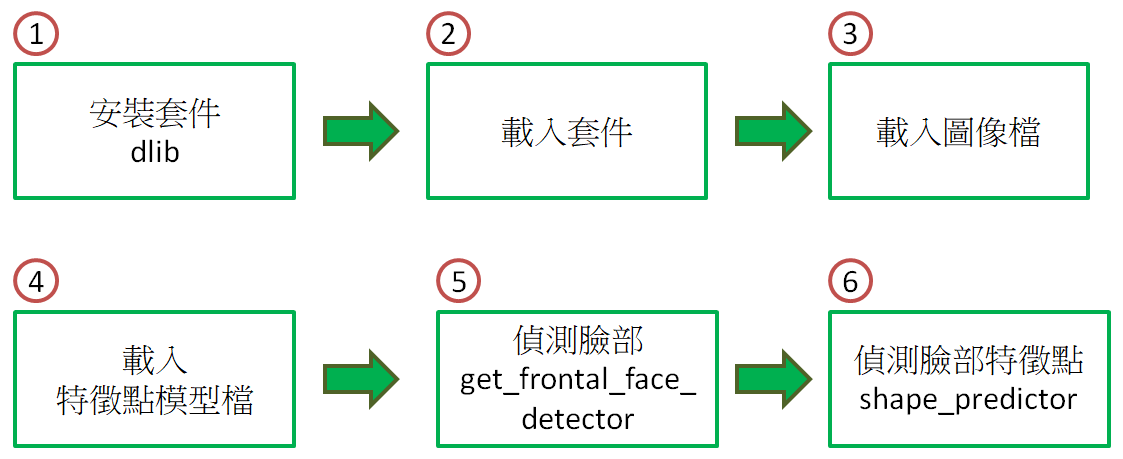 1
安裝套件
dlib
2
載入套件
3
載入圖像檔
4
載入
特徵點模型檔
5
偵測臉部
get_frontal_face_
detector
6
偵測臉部特徵點
shape_predictor